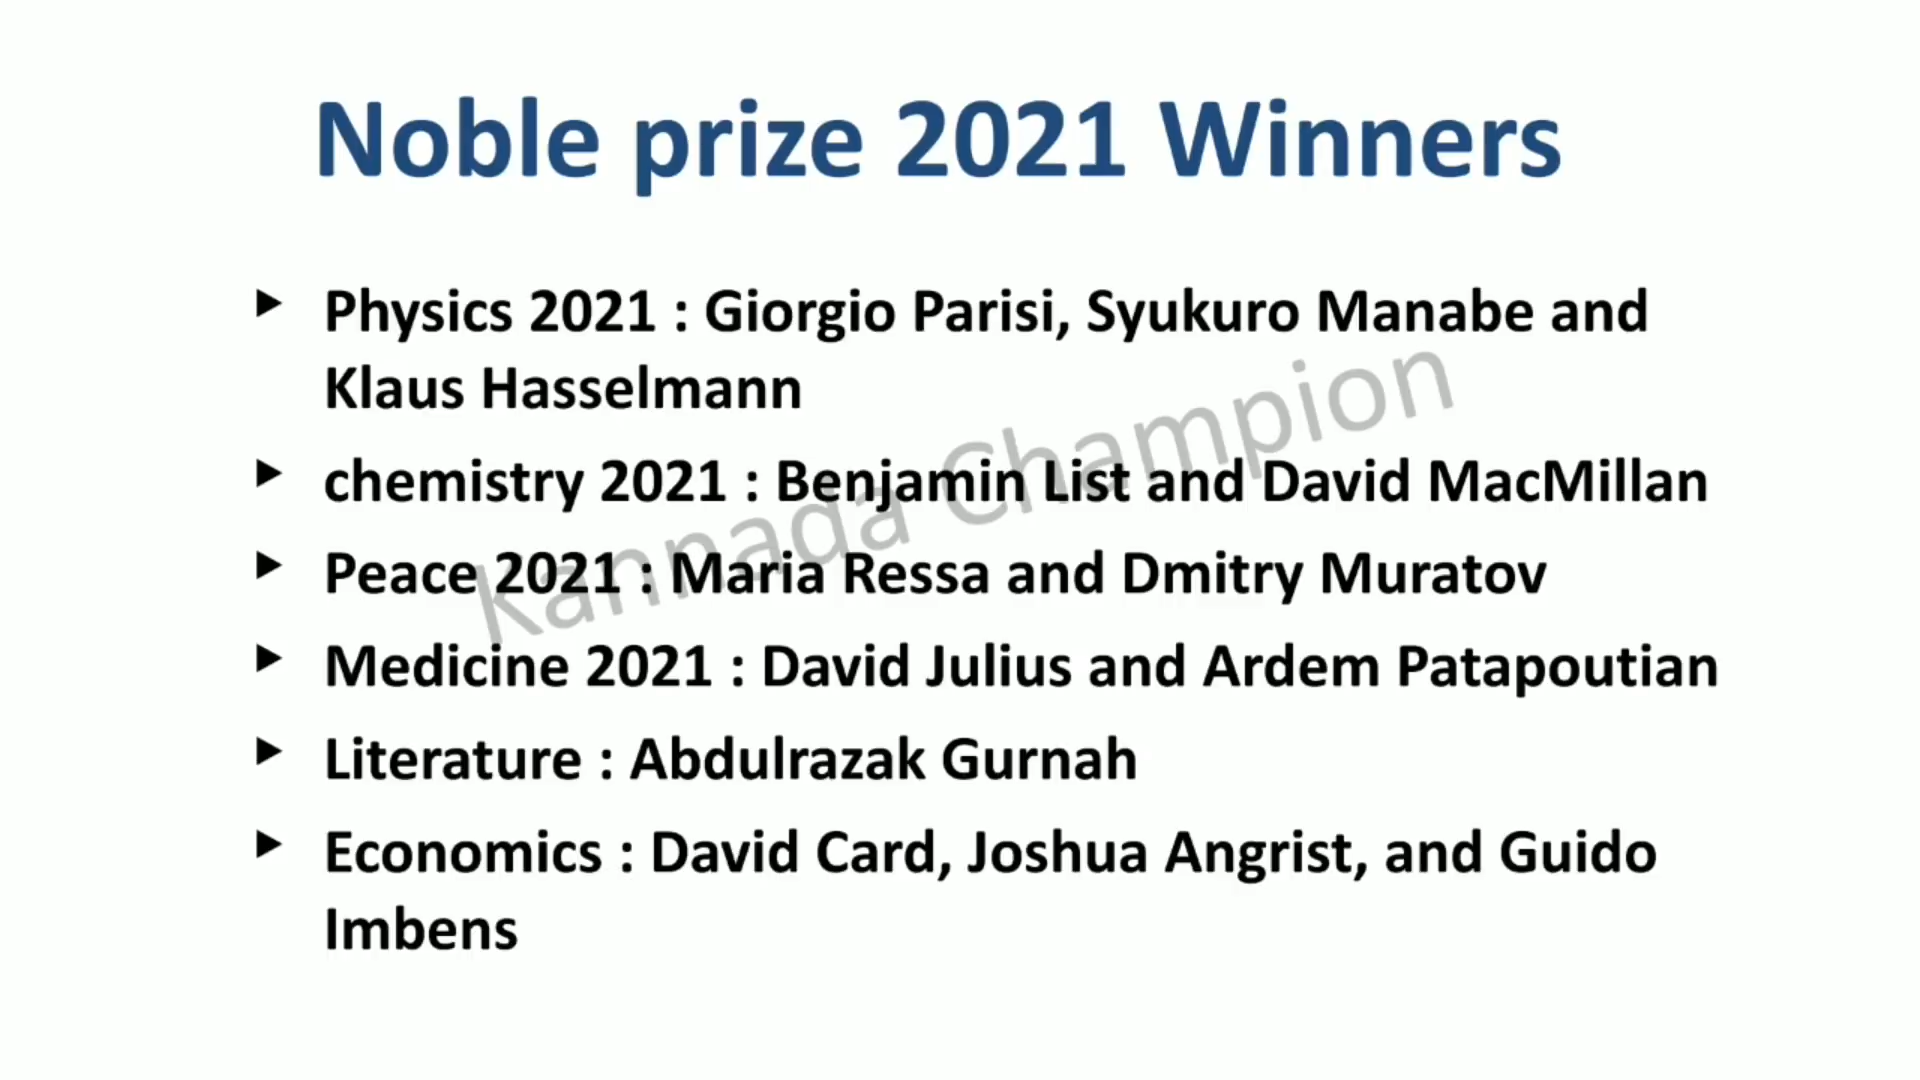 Noble prize 2021 Winners
Physics 2021 : Giorgio Parisi, Syukuro Manabe and
Klaus Hasselmann
chemistry 2021 : Benjamin List and David MacMillan
Peace 2021 : Maria Ressa and Dmitry Muratov
Medicine 2021 : David Julius and Ardem Patapoutian
Literature : Abdulrazak Gurnah
Economics : David Card, Joshua Angrist, and Guido
Imbens
Kannada Champion